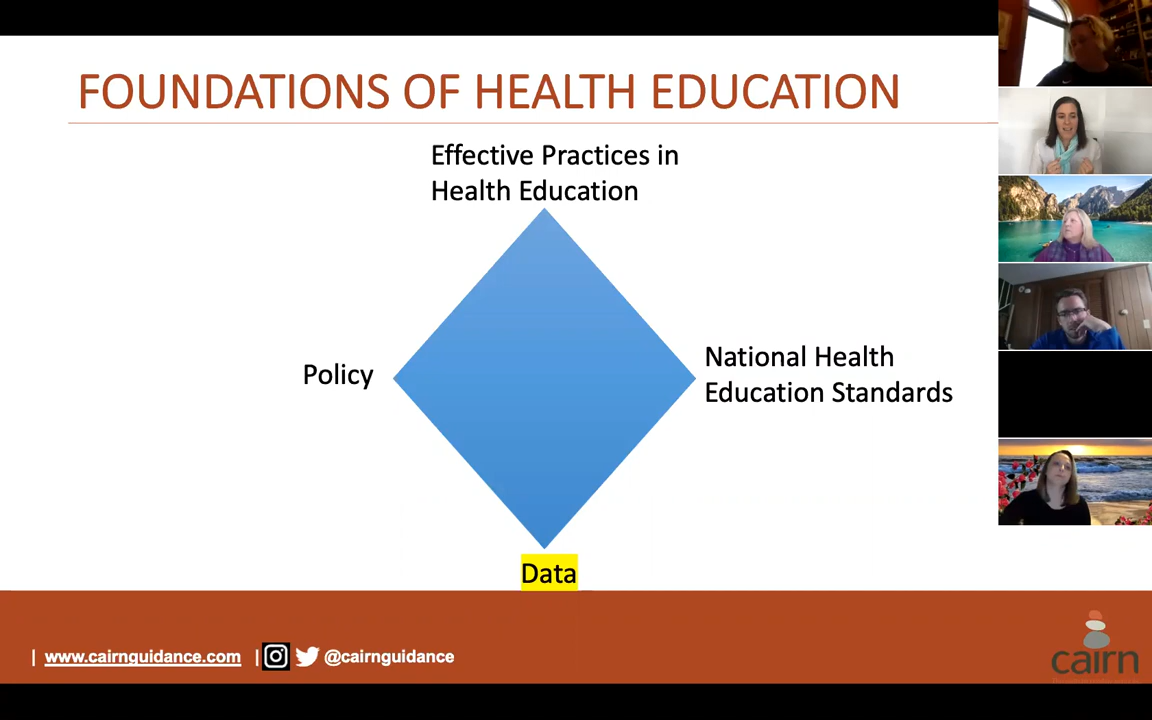 FOUNDATIONS OF HEALTH EDUCATION
Effective Practices in
Health Education
Policy
National Health
Education Standards
Data
| www.cairnguidance.com | @cairnguidance
cairn